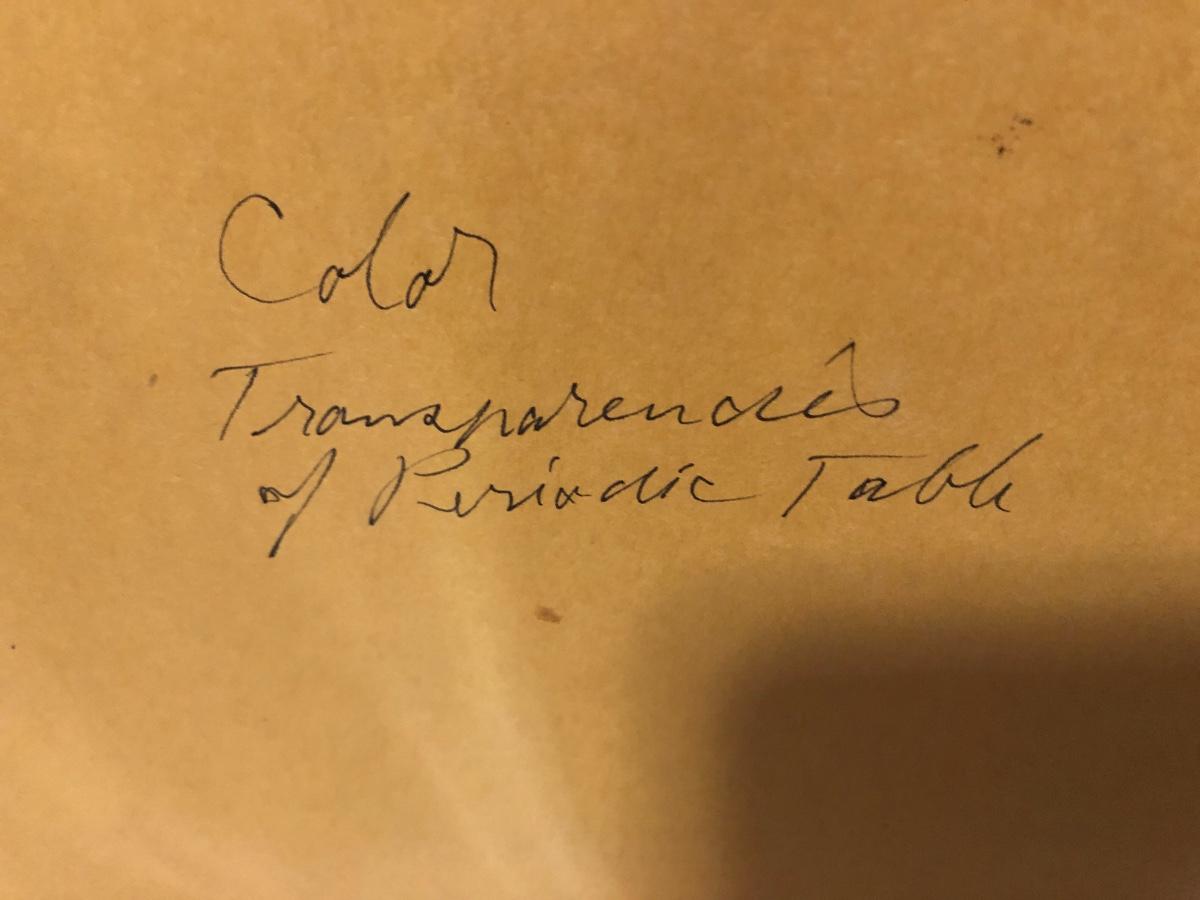 Color
Transparencies
of Periodic Table